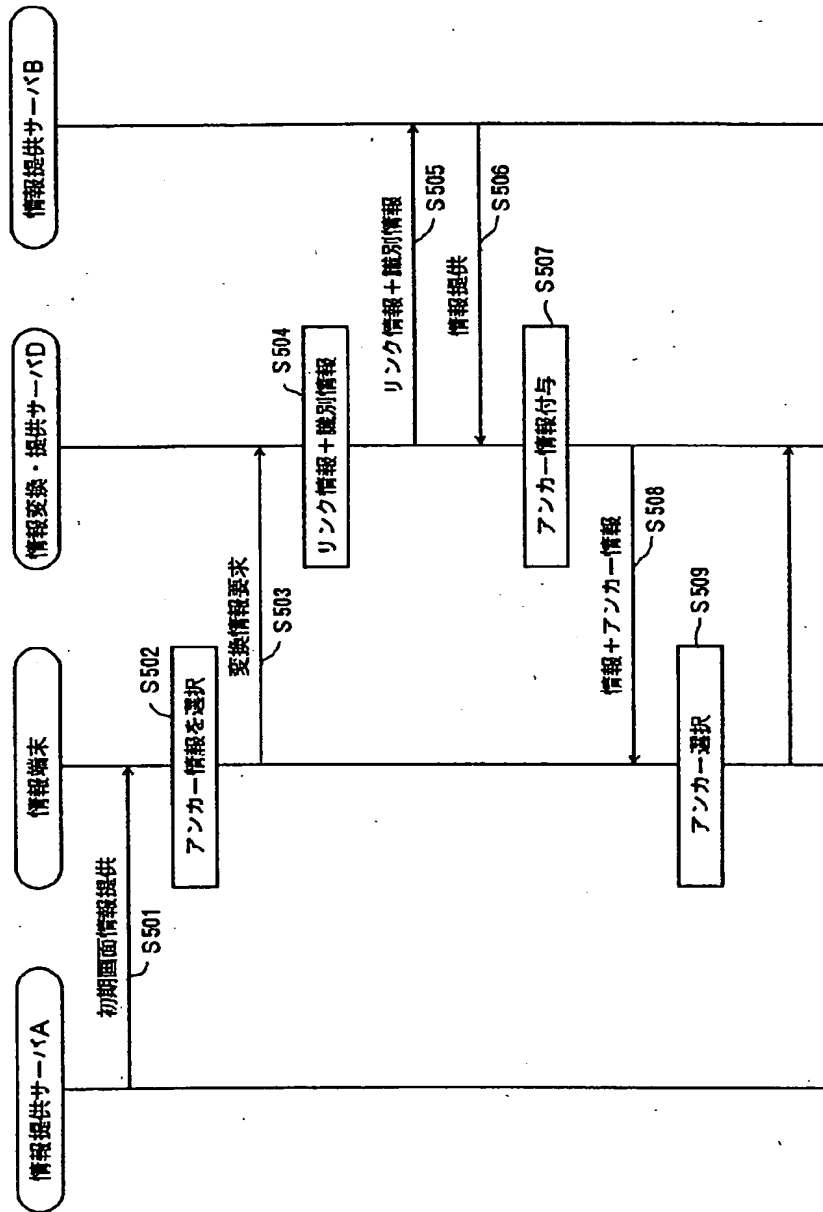 情報提供サーバA
情報端末
情報変換・提供サーバD
情報提供サーバB
初期画面情報提供
S501
アンカー情報を選択
S502
変換情報要求
S503
リンク情報+識別情報
S504
リンク情報+識別情報
S505
情報提供
S506
アンカー情報付与
S507
情報+アンカー情報
S508
アンカー選択
S509